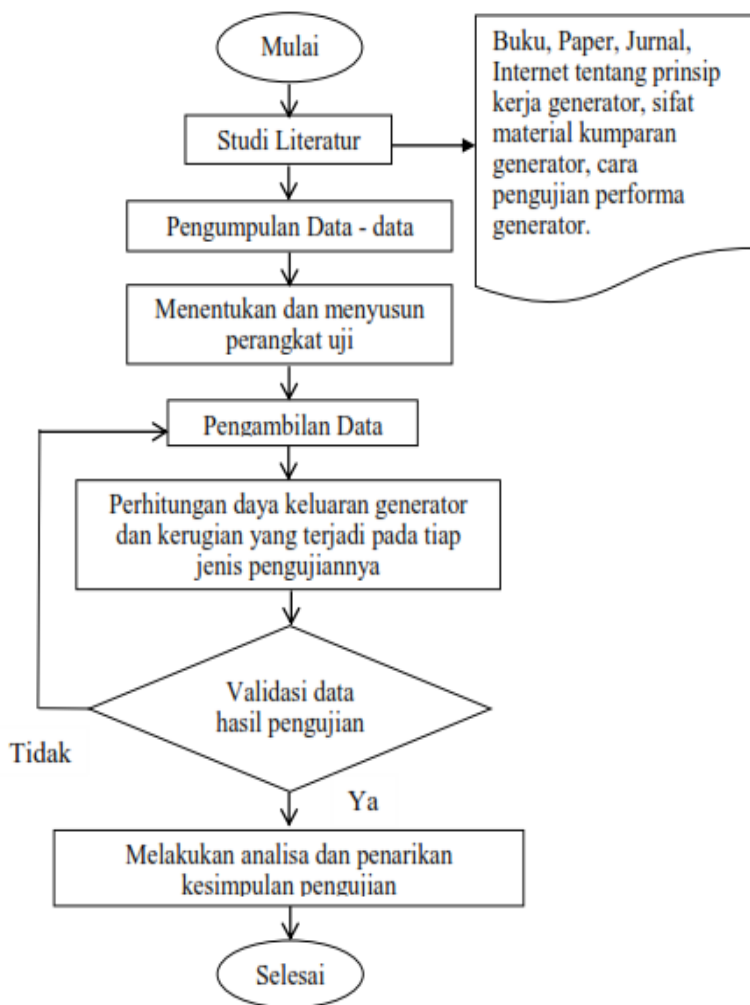 Mulai
Buku, Paper, Jurnal,
Internet tentang prinsip
kerja generator, sifat
material kumparan
generator, cara
pengujian performa
generator.
Studi Literatur
Pengumpulan Data - data
Menentukan dan menyusun
perangkat uji
Pengambilan Data
Perhitungan daya keluaran generator
dan kerugian yang terjadi pada tiap
jenis pengujiannya
Validasi data
hasil pengujian
Tidak
Ya
Melakukan analisa dan penarikan
kesimpulan pengujian
Selesai